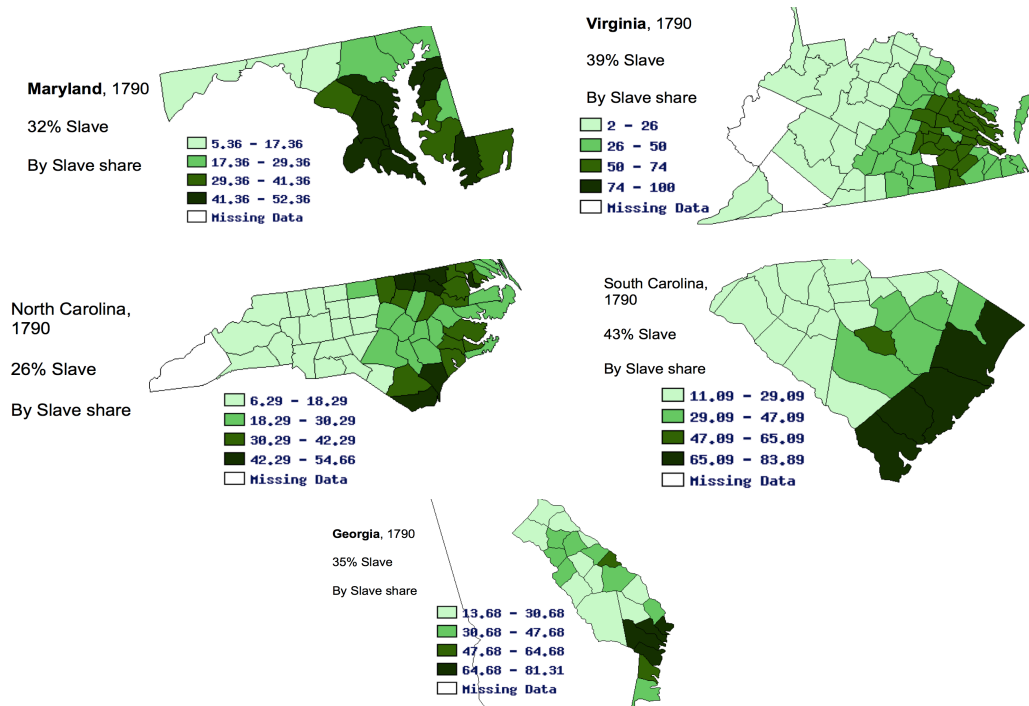 Maryland, 1790
32% Slave
By Slave share
5.36 - 17.36
17.36 - 29.36
29.36 - 41.36
41.36 - 52.36
Missing Data
Virginia, 1790
39% Slave
By Slave share
2 - 26
26 - 50
50 - 74
74 - 100
Missing Data
North Carolina,
1790
26% Slave
By Slave share
6.29 - 18.29
18.29 - 30.29
30.29 - 42.29
42.29 - 54.66
Missing Data
South Carolina,
1790
43% Slave
By Slave share
11.09 - 29.09
29.09 - 47.09
47.09 - 65.09
65.09 - 83.89
Missing Data
Georgia, 1790
35% Slave
By Slave share
13.68 - 30.68
30.68 - 47.68
47.68 - 64.68
64.68 - 81.31
Missing Data